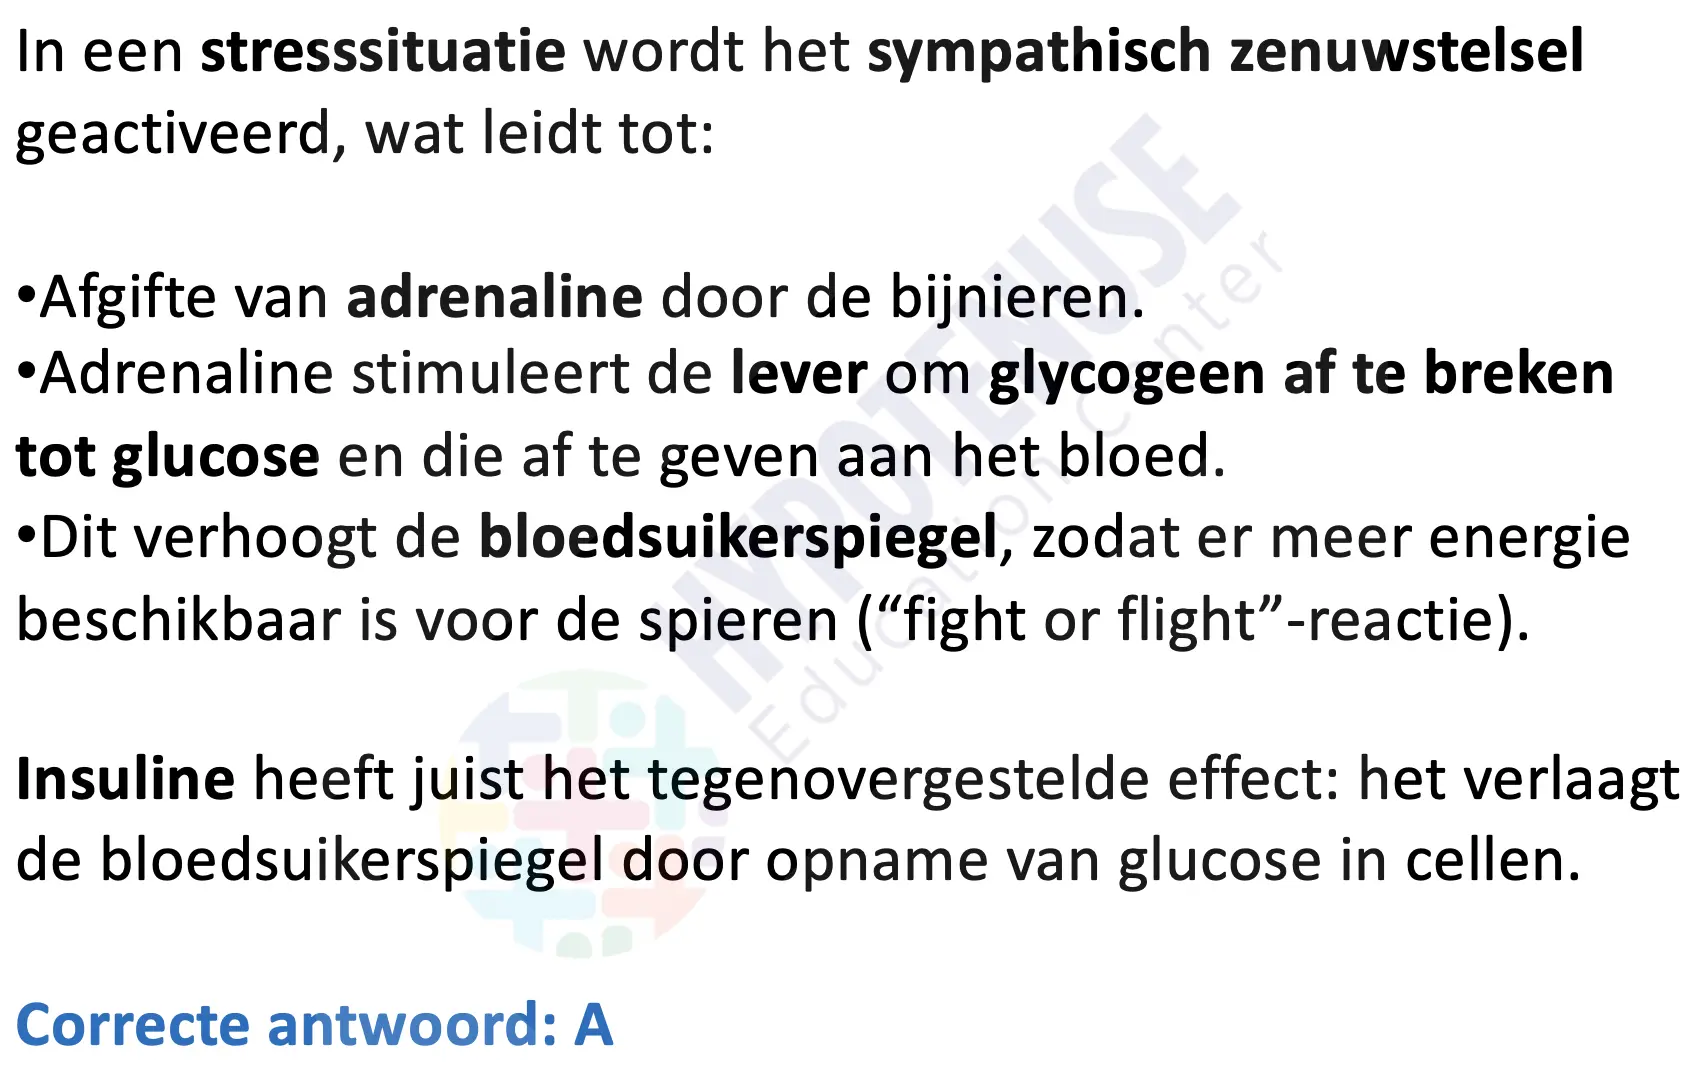 In een stresssituatie wordt het sympathisch zenuwstelsel
geactiveerd, wat leidt tot:
•Afgifte van adrenaline door de bijnieren.
•Adrenaline stimuleert de lever om glycogeen af te breken
tot glucose en die af te geven aan het bloed.
•Dit verhoogt de bloedsuikerspiegel, zodat er meer energie
beschikbaar is voor de spieren (“fight or flight”-reactie).
Insuline heeft juist het tegenovergestelde effect: het verlaagt
de bloedsuikerspiegel door opname van glucose in cellen.
Correcte antwoord: A
HYPOTENUSE
Education Center